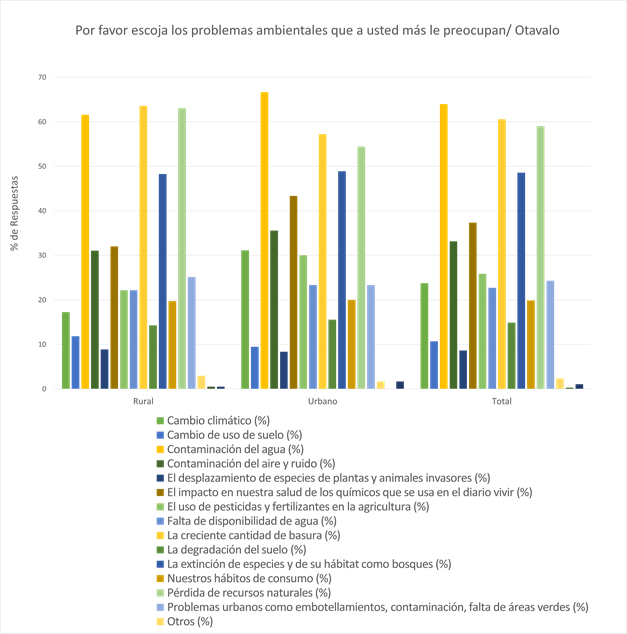 Por favor escoja los problemas ambientales que a usted más le preocupan/ Otavalo
70
60
50
40
30
20
10
0
% de Respuestas
Rural Urbano Total
Cambio climático (%)
Cambio de uso de suelo (%)
Contaminación del agua (%)
Contaminación del aire y ruido (%)
El desplazamiento de especies de plantas y animales invasores (%)
El impacto en nuestra salud de los químicos que se usa en el diario vivir (%)
El uso de pesticidas y fertilizantes en la agricultura (%)
Falta de disponibilidad de agua (%)
La creciente cantidad de basura (%)
La degradación del suelo (%)
La extinción de especies y de su hábitat como bosques (%)
Nuestros hábitos de consumo (%)
Pérdida de recursos naturales (%)
Problemas urbanos como embotellamientos, contaminación, falta de áreas verdes (%)
Otros (%)